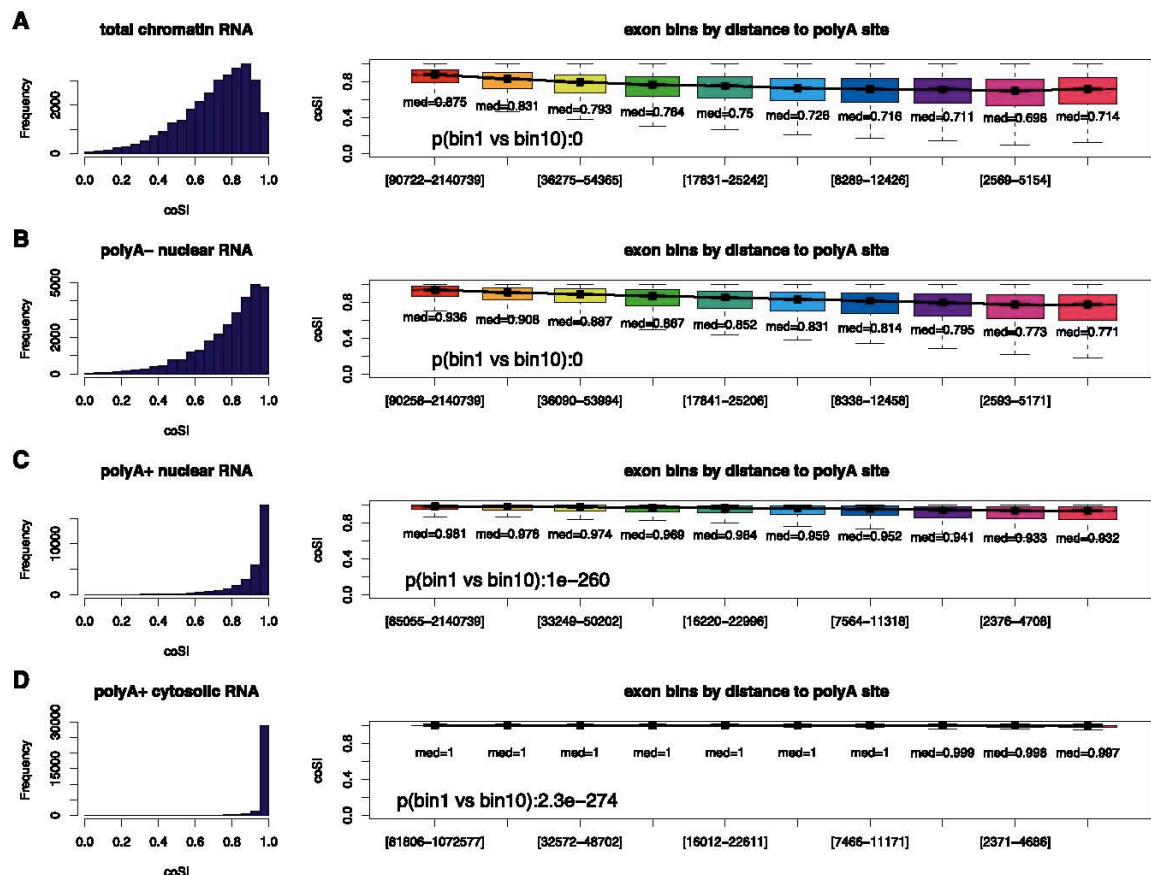 A
total chromatin RNA
exon bins by distance to polyA site
Frequency
0 2000
0.0 0.2 0.4 0.6 0.8 1.0
coSI
coSI
0.0 0.4 0.8
med=0.875 med=0.831 med=0.793 med=0.764 med=0.75 med=0.726 med=0.716 med=0.711 med=0.698 med=0.714
p(bin1 vs bin10):0
[90722-2140739] [36275-54365] [17831-25242] [8289-12426] [2569-5154]
B
polyA- nuclear RNA
exon bins by distance to polyA site
Frequency
0 2000 5000
0.0 0.2 0.4 0.6 0.8 1.0
coSI
coSI
0.0 0.4 0.8
med=0.936 med=0.908 med=0.887 med=0.867 med=0.852 med=0.831 med=0.814 med=0.795 med=0.773 med=0.771
p(bin1 vs bin10):0
[90258-2140739] [36090-53994] [17841-25206] [8338-12458] [2593-5171]
C
polyA+ nuclear RNA
exon bins by distance to polyA site
Frequency
0 10000
0.0 0.2 0.4 0.6 0.8 1.0
coSI
coSI
0.0 0.4 0.8
med=0.981 med=0.978 med=0.974 med=0.969 med=0.964 med=0.959 med=0.952 med=0.941 med=0.933 med=0.932
p(bin1 vs bin10):1e-260
[85055-2140739] [33249-50202] [16220-22996] [7564-11318] [2376-4708]
D
polyA+ cytosolic RNA
exon bins by distance to polyA site
Frequency
0 15000 30000
0.0 0.2 0.4 0.6 0.8 1.0
coSI
coSI
0.0 0.4 0.8
med=1 med=1 med=1 med=1 med=1 med=1 med=1 med=0.999 med=0.998 med=0.997
p(bin1 vs bin10):2.3e-274
[81806-1072577] [32572-48702] [16012-22611] [7466-11171] [2371-4686]